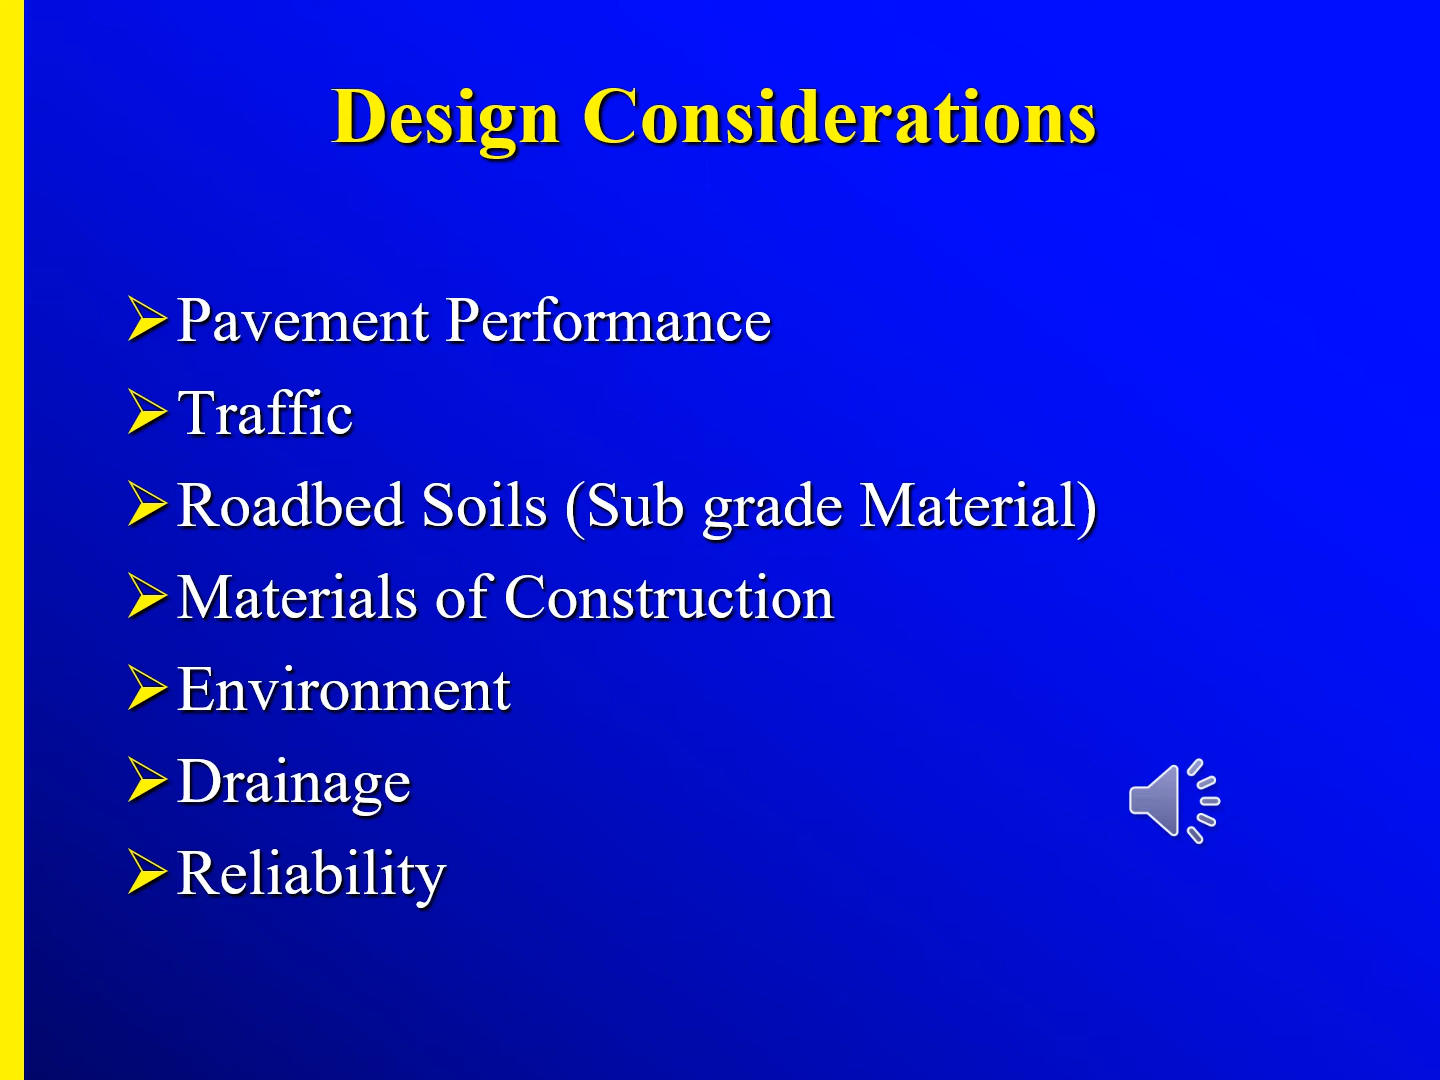 Design Considerations
Pavement Performance
Traffic
Roadbed Soils (Sub grade Material)
Materials of Construction
Environment
Drainage
Reliability